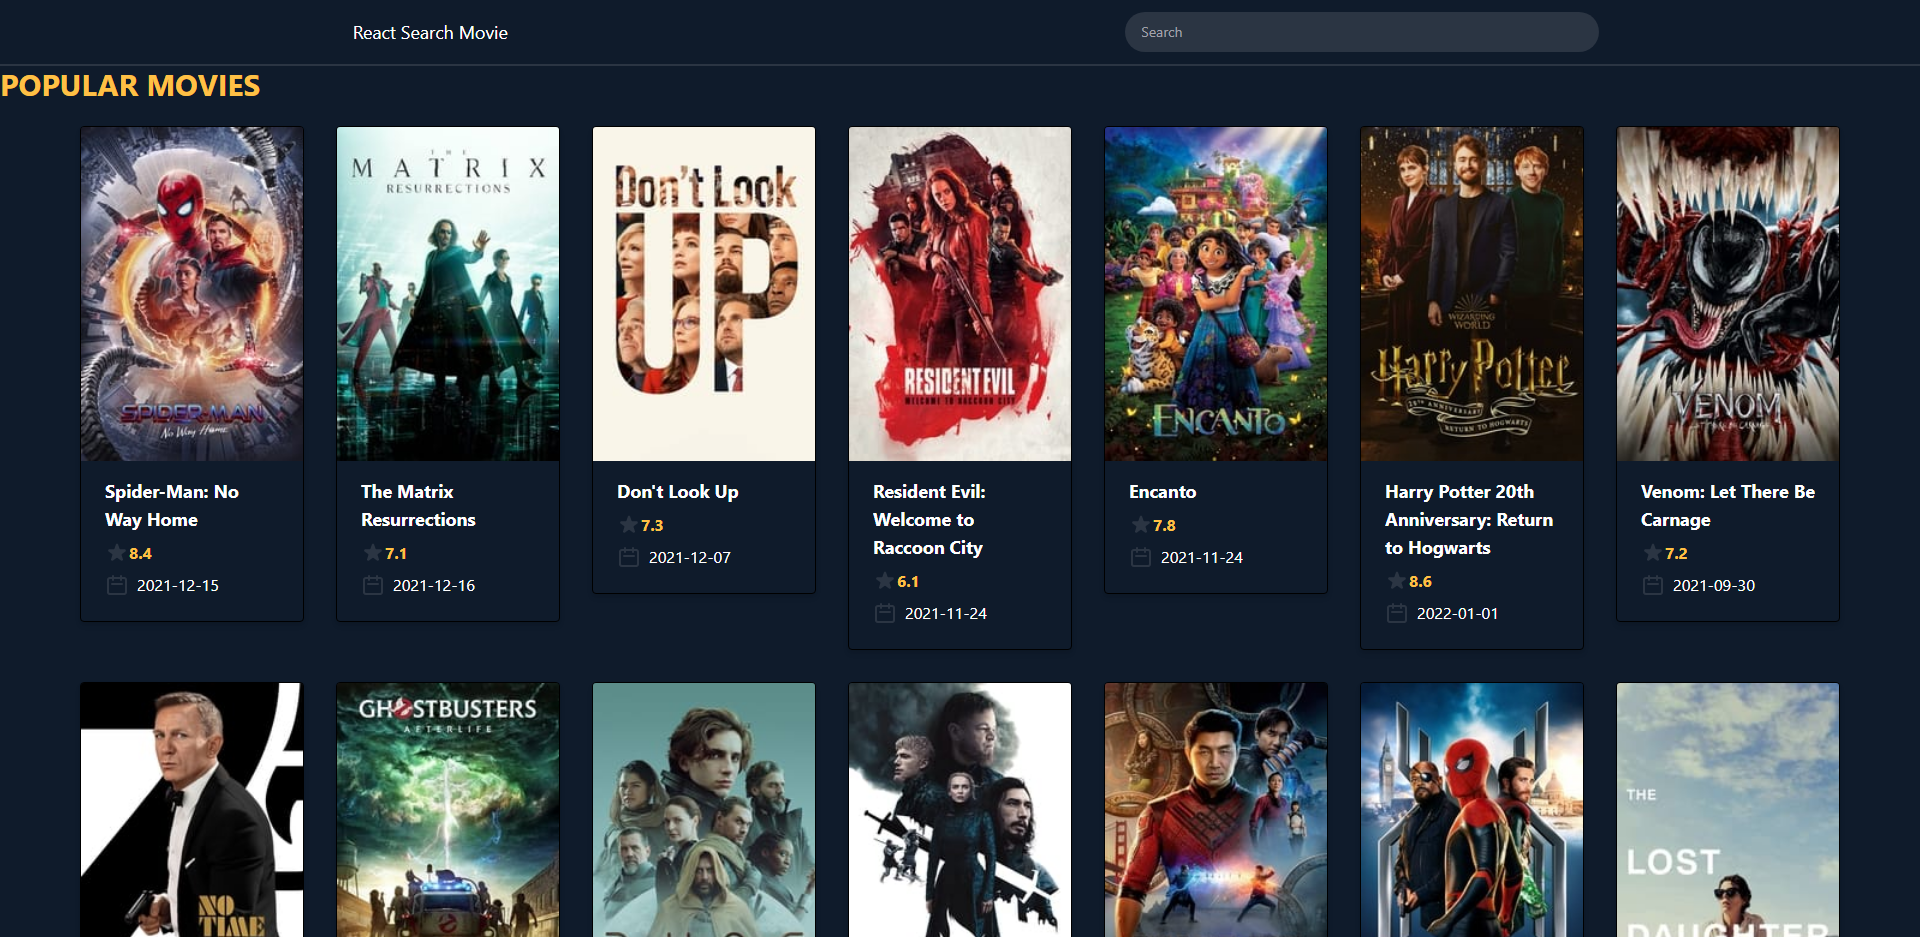 React Search Movie
Search
POPULAR MOVIES
SPIDER-MAN
No Way Home
THE
MATRIX
RESURRECTIONS
Don't Look
UP
RESIDENT EVIL
WELCOME TO RACCOON CITY
ENCANTO
WIZARDING
WORLD
Harry Potter
20TH ANNIVERSARY
RETURN TO HOGWARTS
VENOM
LET THERE BE CARNAGE
Spider-Man: No
Way Home
8.4
2021-12-15
The Matrix
Resurrections
7.1
2021-12-16
Don't Look Up
7.3
2021-12-07
Resident Evil:
Welcome to
Raccoon City
6.1
2021-11-24
Encanto
7.8
2021-11-24
Harry Potter 20th
Anniversary: Return
to Hogwarts
8.6
2022-01-01
Venom: Let There Be
Carnage
7.2
2021-09-30
NO
TIME
GHOSTBUSTERS
AFTERLIFE
THE
LOST
DAUGHTER